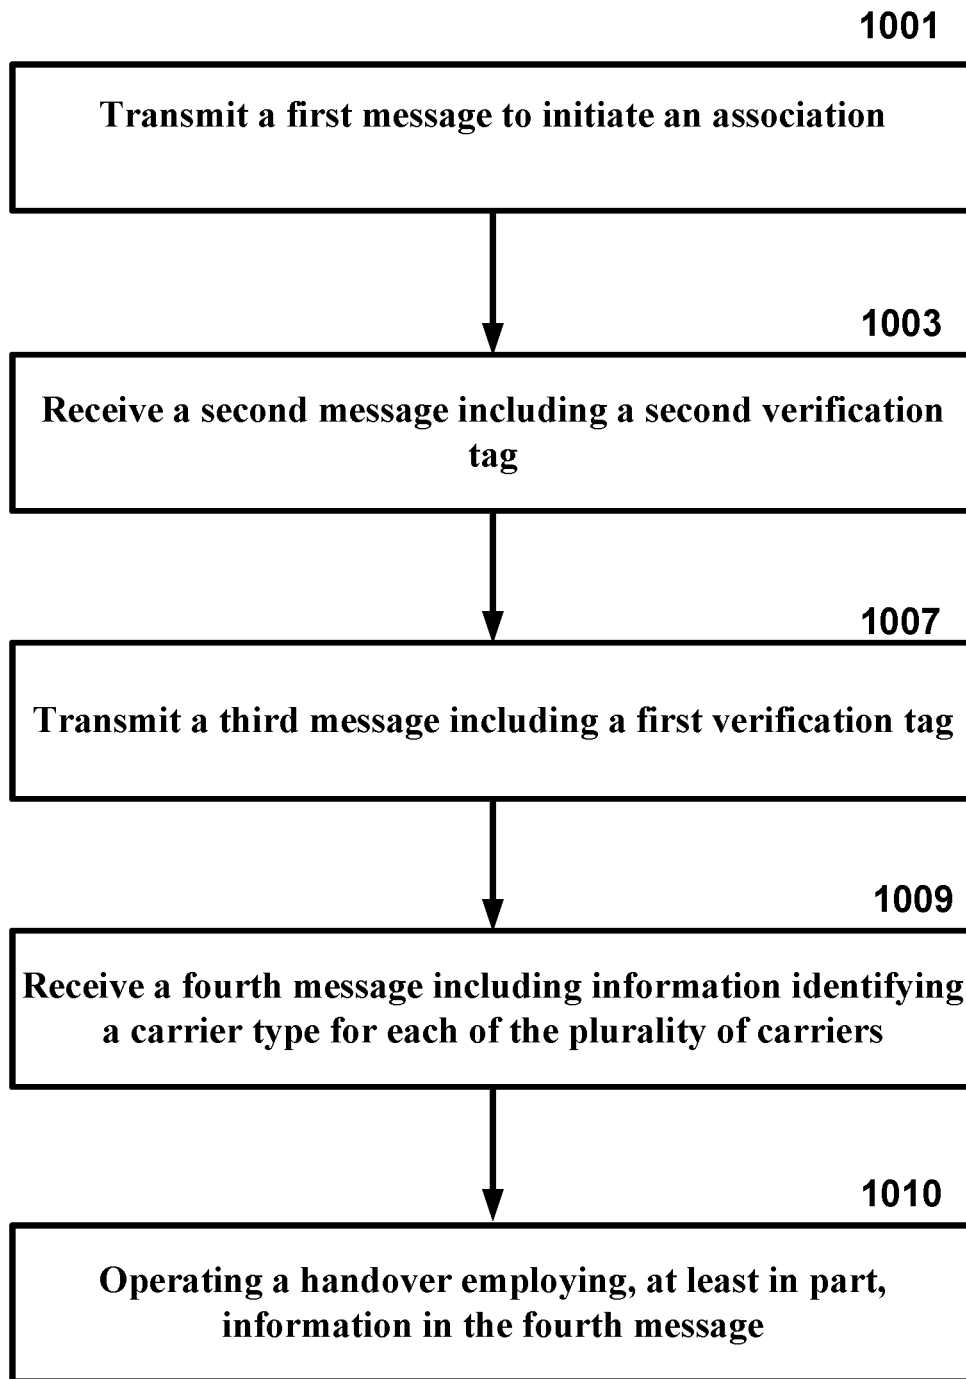 1001
Transmit a first message to initiate an association
1003
Receive a second message including a second verification
tag
1007
Transmit a third message including a first verification tag
1009
Receive a fourth message including information identifying
a carrier type for each of the plurality of carriers
1010
Operating a handover employing, at least in part,
information in the fourth message